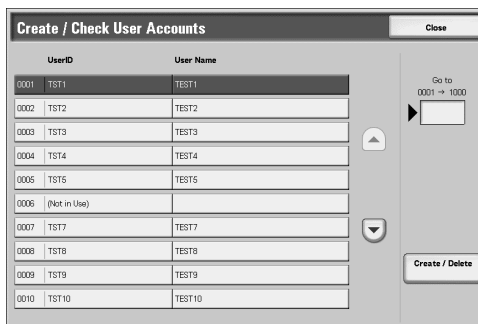 Create / Check User Accounts
Close
UserID User Name
0001 TST1 TEST1
0002 TST2 TEST2
0003 TST3 TEST3
0004 TST4 TEST4
0005 TST5 TEST5
0006 (Not in Use)
0007 TST7 TEST7
0008 TST8 TEST8
0009 TST9 TEST9
0010 TST10 TEST10
Go to
0001 → 1000
Create / Delete